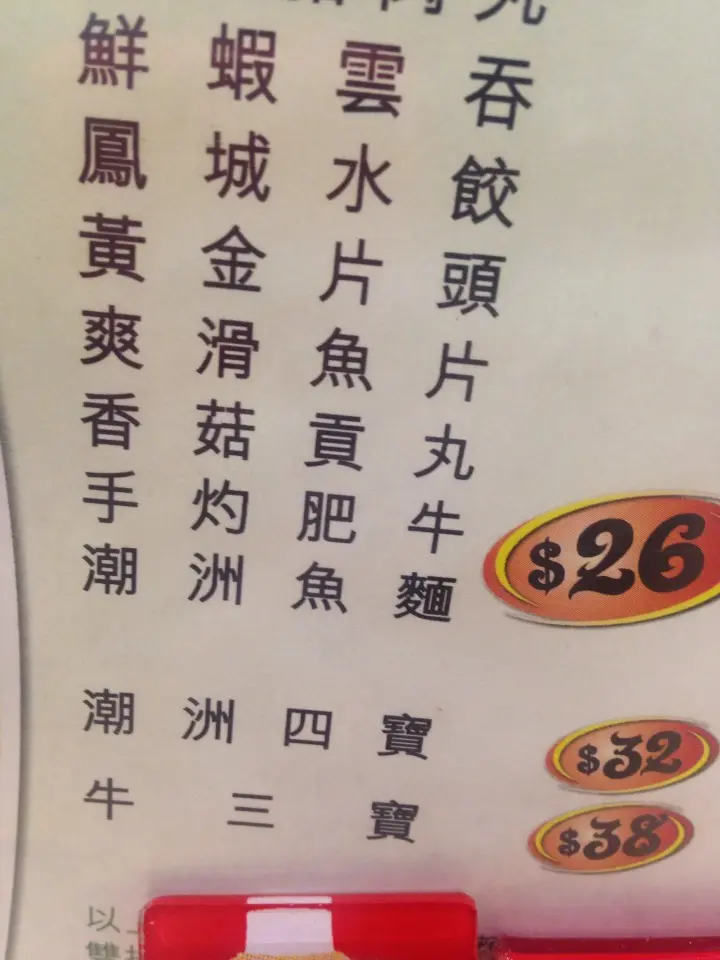 鮮蝦雲吞
鳳城水餃
黃金片頭
爽滑魚片
香菇貢丸
手灼肥牛
潮洲魚麵
$26
潮洲四寶
$32
牛三寶
$38
以